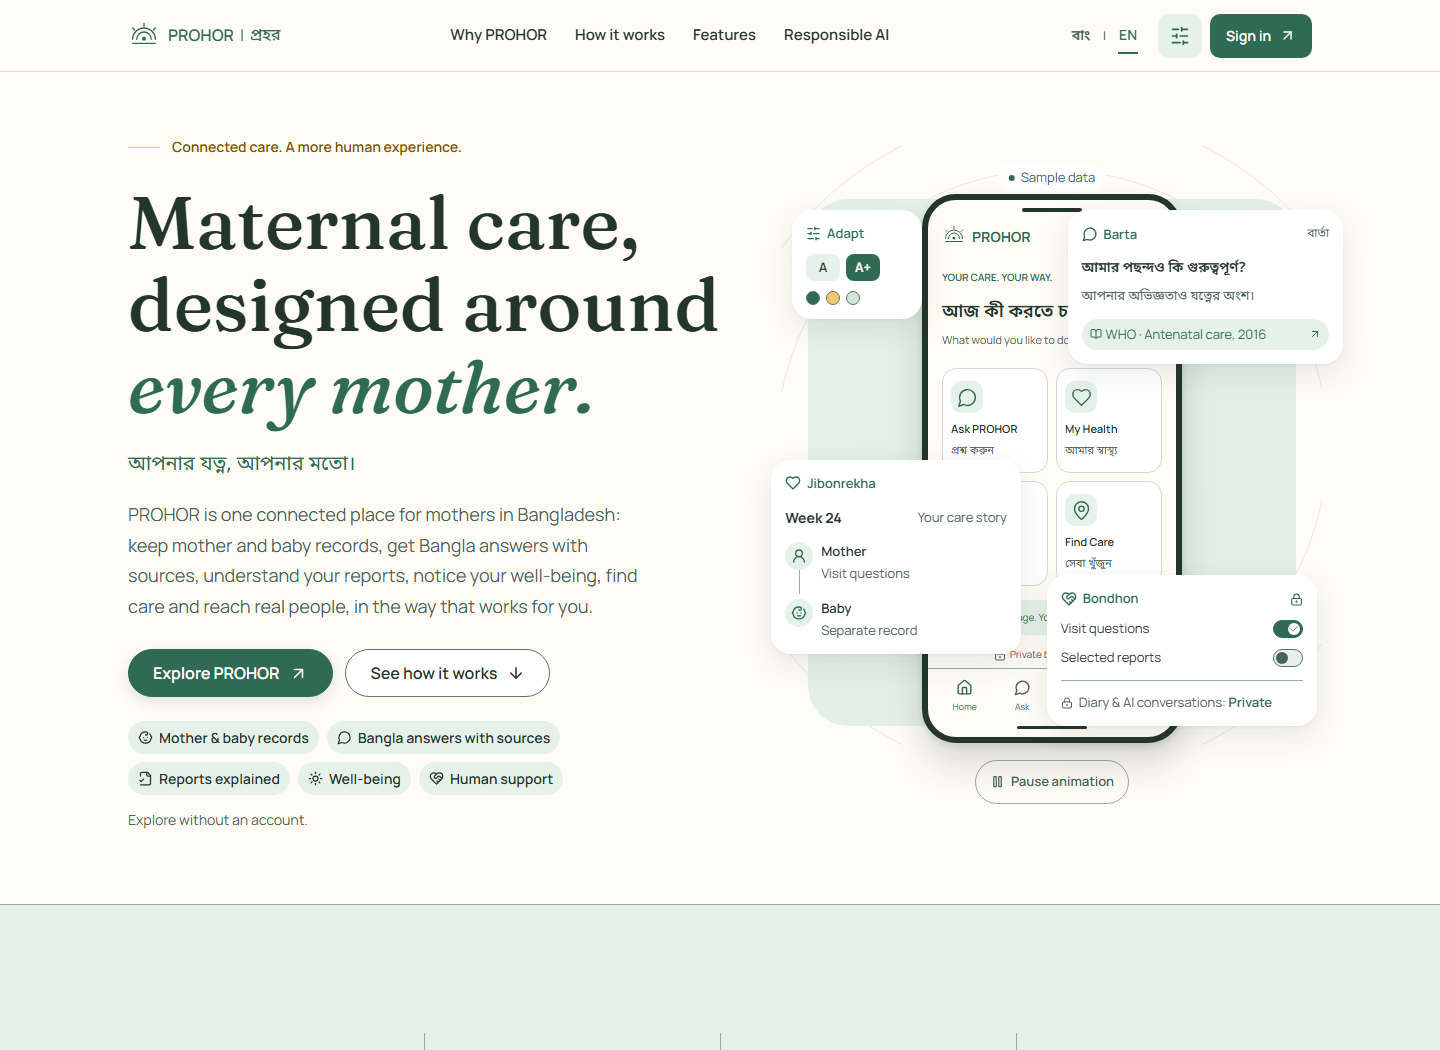 PROHOR | প্রহর
Why PROHOR
How it works
Features
Responsible AI
বাং
EN
Sign in
Connected care. A more human experience.
Maternal care,
designed around
every mother.
আপনার যত্ন, আপনার মতো।
PROHOR is one connected place for mothers in Bangladesh:
keep mother and baby records, get Bangla answers with
sources, understand your reports, notice your well-being, find
care and reach real people, in the way that works for you.
Explore PROHOR
See how it works
Mother & baby records
Bangla answers with sources
Reports explained
Well-being
Human support
Explore without an account.
Sample data
Adapt
A
A+
PROHOR
YOUR CARE. YOUR WAY.
আজ কী করতে
What would you like to
Barta
বার্তা
আমার পছন্দও কি গুরুত্বপূর্ণ?
আপনার অভিজ্ঞতাও যত্নের অংশ।
WHO · Antenatal care, 2016
Ask PROHOR
প্রশ্ন করুন
My Health
আমার স্বাস্থ্য
Find Care
সেবা খুঁজুন
Jibonrekha
Week 24
Your care story
Mother
Visit questions
Baby
Separate record
Private
Home
Ask
Bondhon
Visit questions
Selected reports
Diary & AI conversations: Private
Pause animation